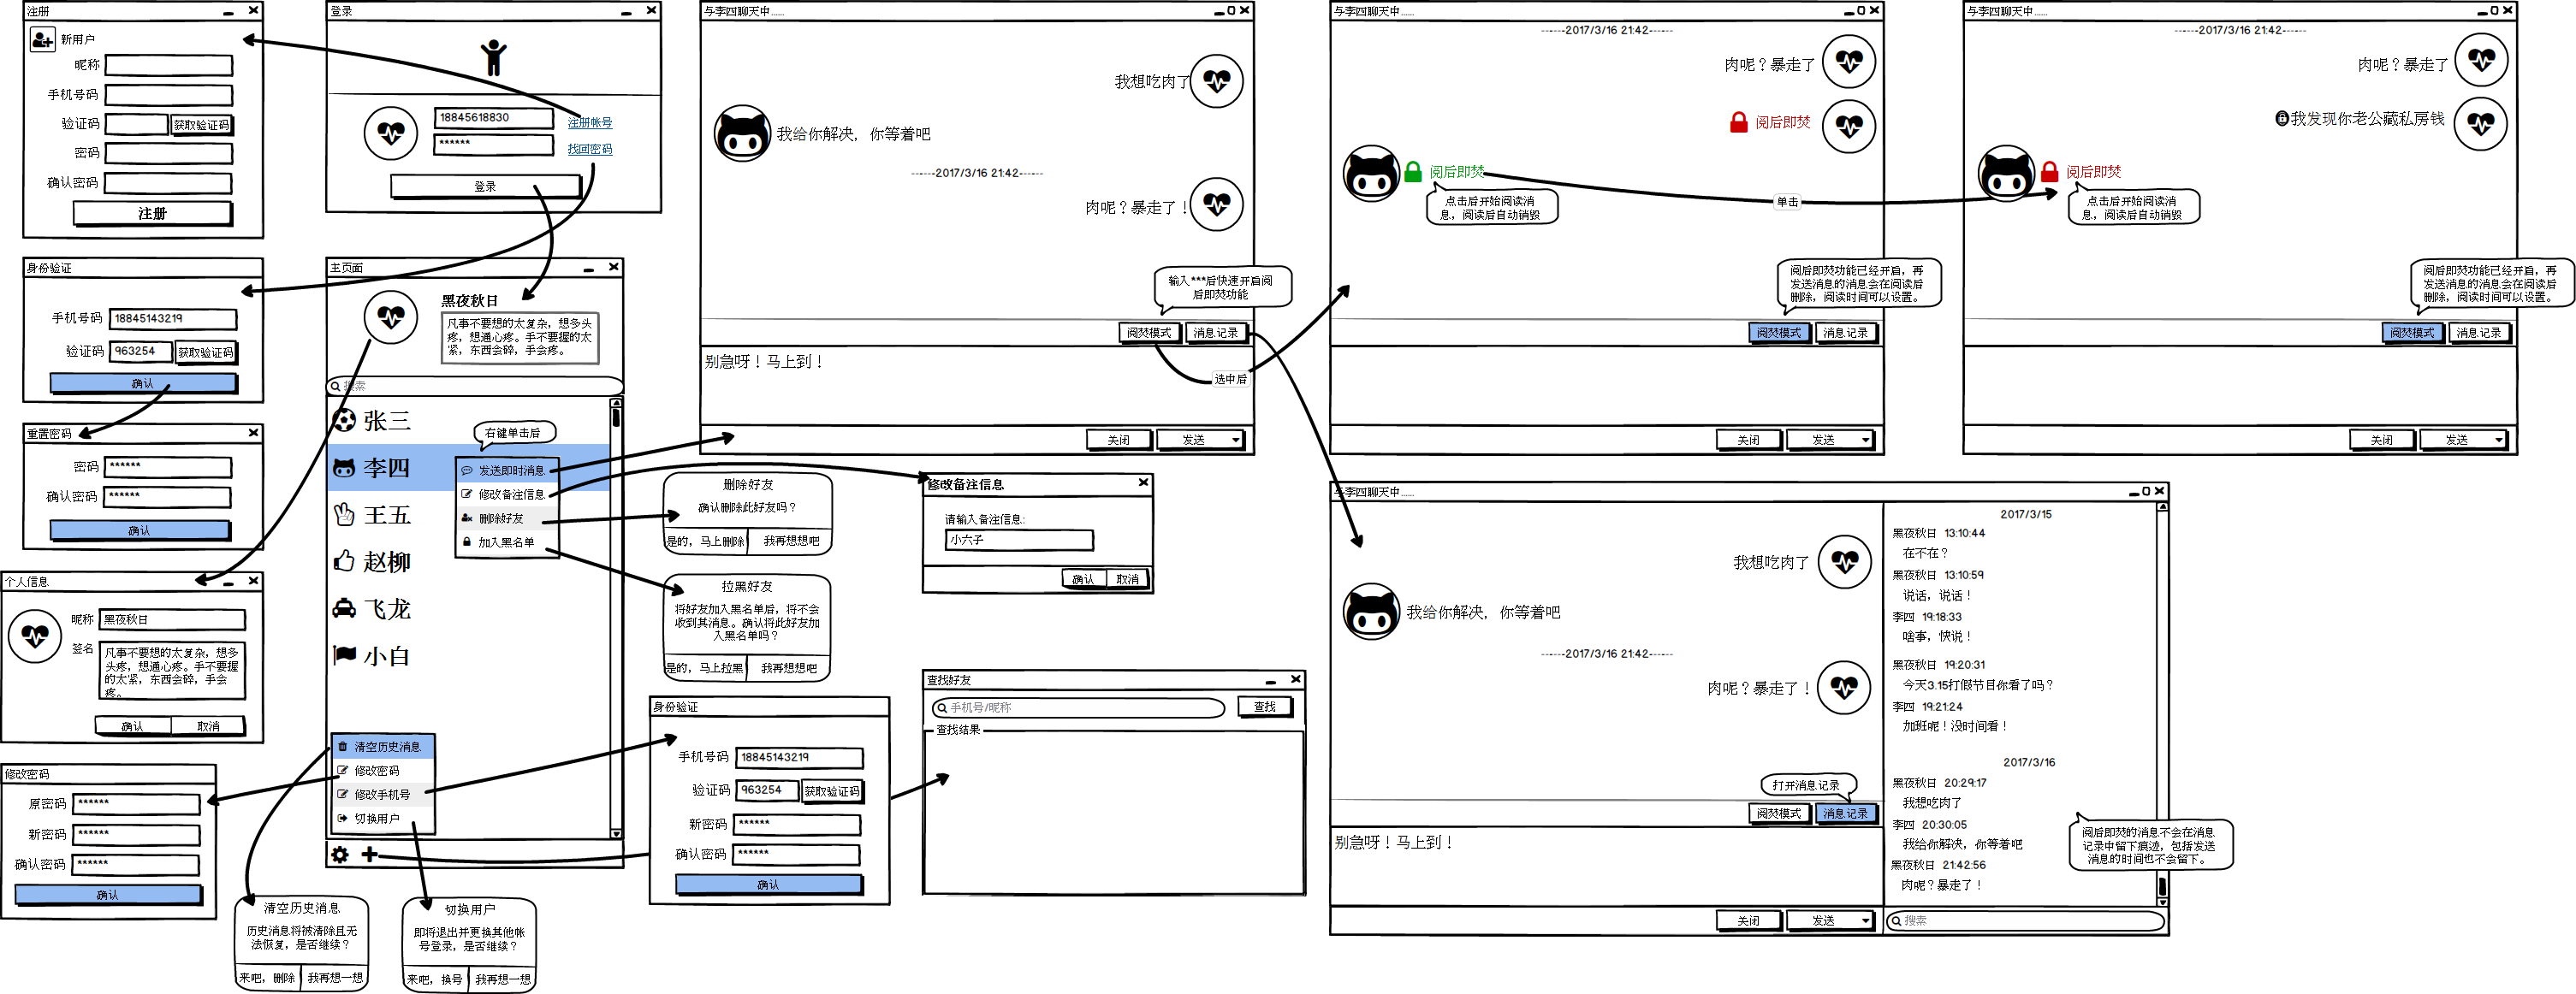 注册
新用户
昵称
手机号码
验证码
获取验证码
密码
确认密码
注册
登录
18845618830
******
注册帐号
找回密码
登录
身份验证
手机号码
18845143219
验证码
963254
获取验证码
确认
重置密码
密码
******
确认密码
******
确认
个人信息
昵称
黑夜秋日
签名
凡事不要想的太复杂，想多
头疼，想通心疼。手不要握
的太紧，东西会碎，手会
疼。
确认
取消
修改密码
原密码
******
新密码
******
确认密码
******
确认
主页面
黑夜秋日
凡事不要想的太复杂，想多头
疼，想通心疼。手不要握的太
紧，东西会碎，手会疼。
搜索
张三
李四
王五
赵柳
飞龙
小白
右键单击后
发送即时消息
修改备注信息
删除好友
加入黑名单
清空历史消息
修改密码
修改手机号
切换用户
清空历史消息
历史消息将被清除且无
法恢复，是否继续？
来吧，删除
我再想一想
切换用户
即将退出并更换其他帐
号登录，是否继续？
来吧，换号
我再想一想
删除好友
确认删除此好友吗？
是的，马上删除
我再想想吧
拉黑好友
将好友加入黑名单后，将不会
收到其消息。确认将此好友加
入黑名单吗？
是的，马上拉黑
我再想想吧
身份验证
手机号码
18845143219
验证码
963254
获取验证码
新密码
******
确认密码
******
确认
修改备注信息
请输入备注信息:
小六子
确认
取消
查找好友
手机号/昵称
查找
查找结果
与李四聊天中......
我想吃肉了
我给你解决，你等着吧
------2017/3/16 21:42------
肉呢？暴走了！
输入***后快速开启阅
后即焚功能
阅焚模式
消息记录
别急呀！马上到！
选中后
关闭
发送
与李四聊天中......
------2017/3/16 21:42------
肉呢？暴走了
阅后即焚
阅后即焚
点击后开始阅读消
息，阅读后自动销毁
单击
阅后即焚功能已经开启，再
发送消息的消息会在阅读后
删除，阅读时间可以设置。
阅焚模式
消息记录
关闭
发送
与李四聊天中......
------2017/3/16 21:42------
肉呢？暴走了
我发现你老公藏私房钱
阅后即焚
点击后开始阅读消
息，阅读后自动销毁
阅后即焚功能已经开启，再
发送消息的消息会在阅读后
删除，阅读时间可以设置。
阅焚模式
消息记录
关闭
发送
与李四聊天中......
我想吃肉了
我给你解决，你等着吧
------2017/3/16 21:42------
肉呢？暴走了！
打开消息记录
阅焚模式
消息记录
别急呀！马上到！
关闭
发送
2017/3/15
黑夜秋日 13:10:44
在不在？
黑夜秋日 13:10:59
说话，说话！
李四 19:18:33
啥事，快说！
黑夜秋日 19:20:31
今天3.15打假节目你看了吗？
李四 19:21:24
加班呢！没时间看！
2017/3/16
黑夜秋日 20:29:17
我想吃肉了
李四 20:30:05
我给你解决，你等着吧
黑夜秋日 21:42:56
肉呢？暴走了！
阅后即焚的消息不会在消息
记录中留下痕迹，包括发送
消息的时间也不会留下。
搜索